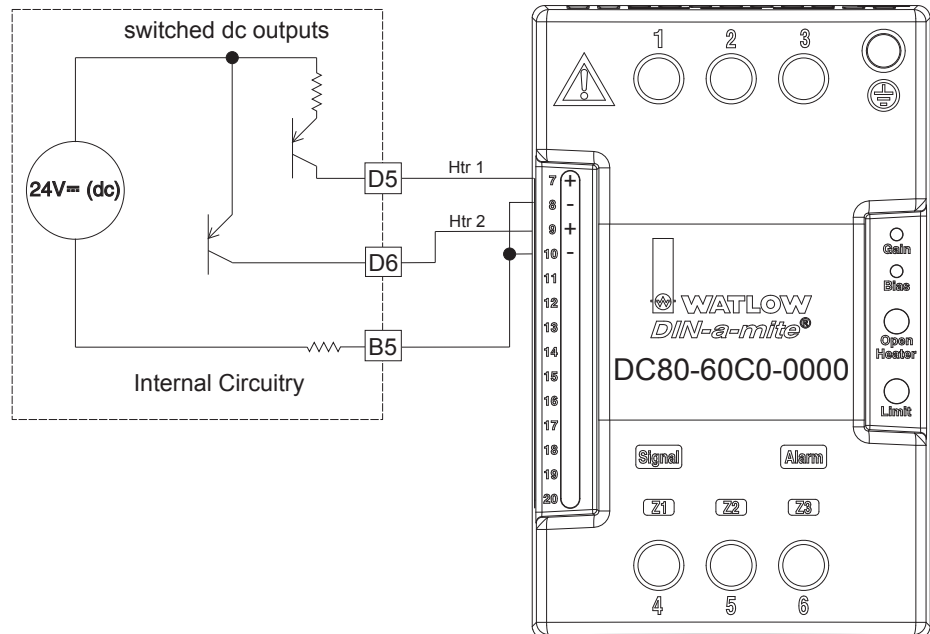 switched dc outputs
24V⎓ (dc)
D5
D6
B5
Htr 1
Htr 2
Internal Circuitry
1 2 3
7 +
8 -
9 +
10 -
11
12
13
14
15
16
17
18
19
20
Gain
Bias
Open
Heater
Limit
W WATLOW
DIN-a-mite®
DC80-60C0-0000
Signal Alarm
Z1 Z2 Z3
4 5 6